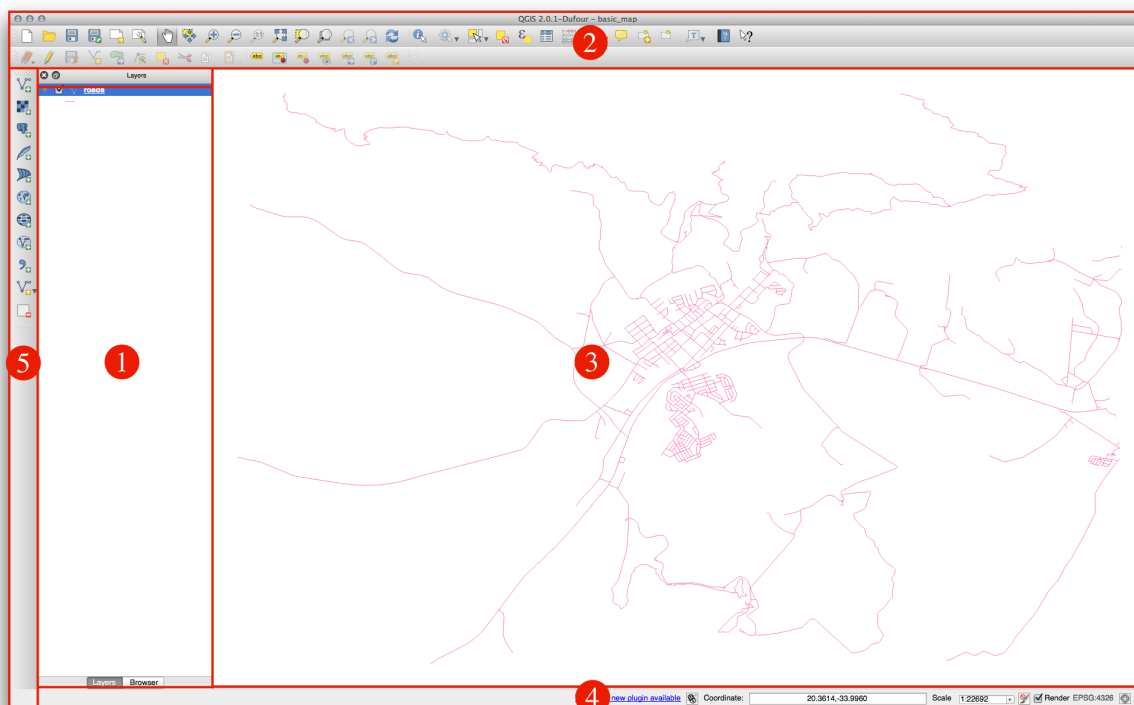 QGIS 2.0.1-Dufour - basic_map
2
Layers
roads
5
1
3
Layers Browser
4
new plugin available Coordinate: 20.3614,-33.9960 Scale 1:22692 Render EPSG:4326